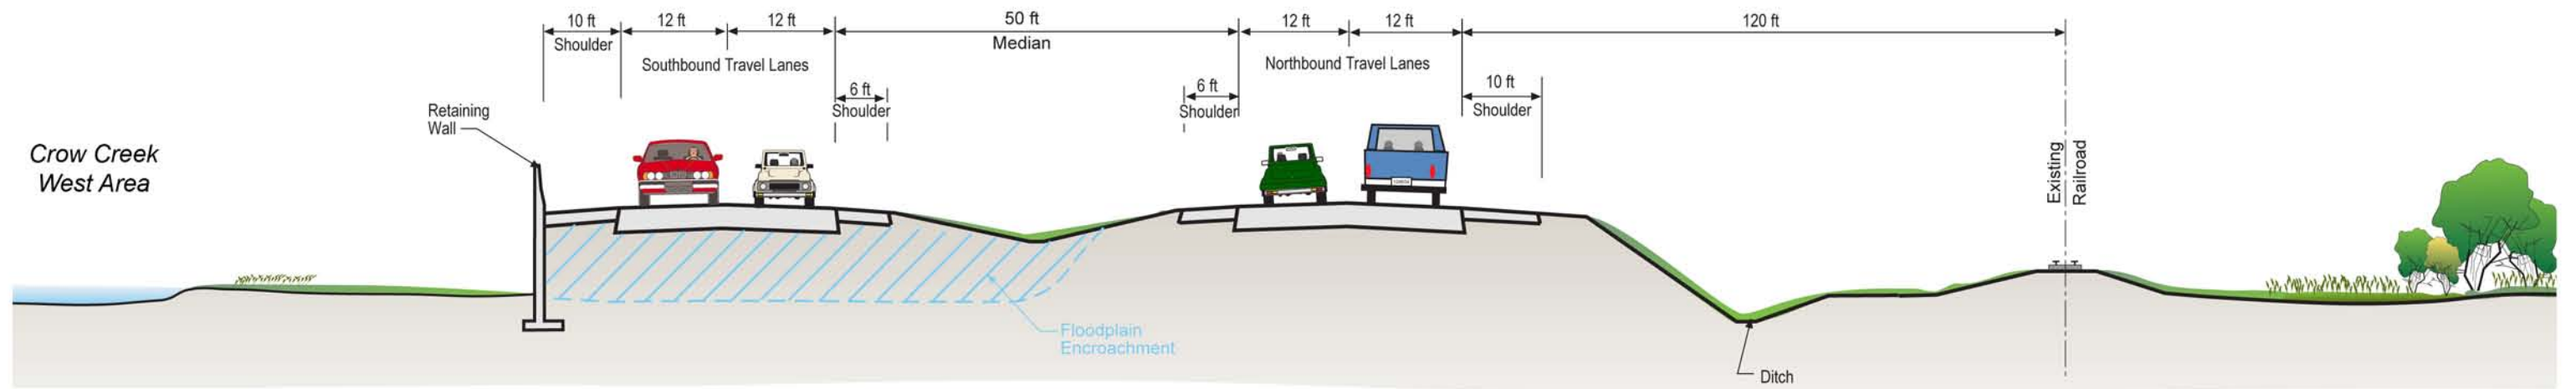 10 ft
Shoulder
12 ft
12 ft
Southbound Travel Lanes
50 ft
Median
12 ft
12 ft
Northbound Travel Lanes
120 ft
6 ft
Shoulder
6 ft
Shoulder
10 ft
Shoulder
Retaining
Wall
Crow Creek
West Area
Existing
Railroad
Floodplain
Encroachment
Ditch